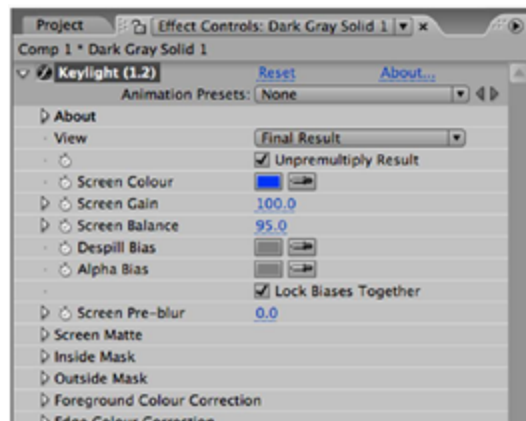 Project Effect Controls: Dark Gray Solid 1
Comp 1 * Dark Gray Solid 1
Keylight (1.2) Reset About...
Animation Presets: None
About
View Final Result
Unpremultiply Result
Screen Colour
Screen Gain 100.0
Screen Balance 95.0
Despill Bias
Alpha Bias
Lock Biases Together
Screen Pre-blur 0.0
Screen Matte
Inside Mask
Outside Mask
Foreground Colour Correction
Edge Colour Correction